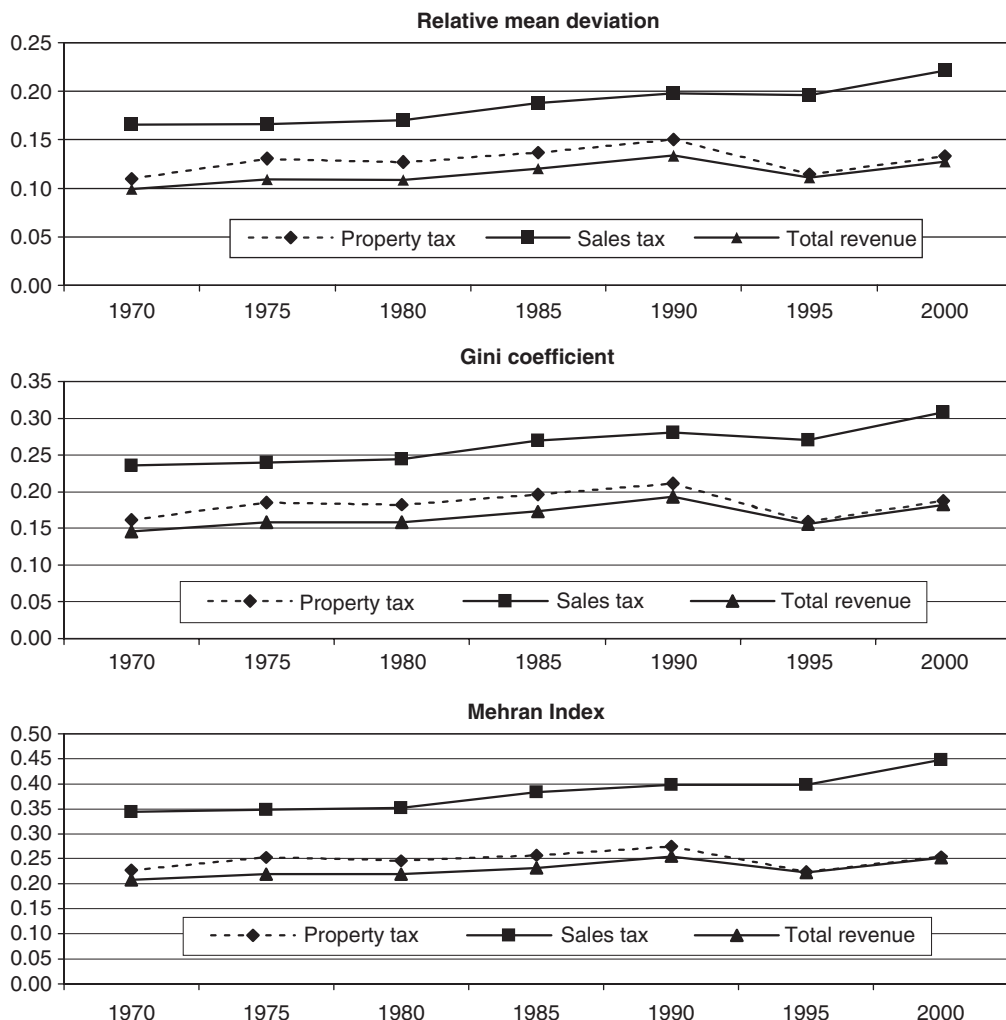 Relative mean deviation
0.25
0.20
0.15
0.10
0.05
0.00
Property tax Sales tax Total revenue
1970 1975 1980 1985 1990 1995 2000
Gini coefficient
0.35
0.30
0.25
0.20
0.15
0.10
0.05
0.00
Property tax Sales tax Total revenue
1970 1975 1980 1985 1990 1995 2000
Mehran Index
0.50
0.45
0.40
0.35
0.30
0.25
0.20
0.15
0.10
0.05
0.00
Property tax Sales tax Total revenue
1970 1975 1980 1985 1990 1995 2000